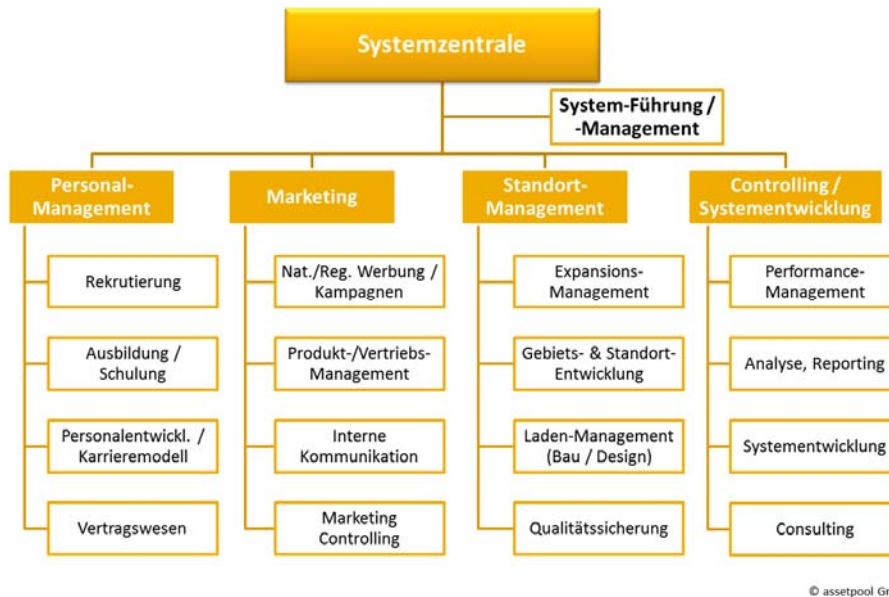 Systemzentrale
System-Führung /
-Management
Personal-
Management
Marketing
Standort-
Management
Controlling /
Systementwicklung
Rekrutierung
Ausbildung /
Schulung
Personalentwickl. /
Karrieremodell
Vertragswesen
Nat./Reg. Werbung /
Kampagnen
Produkt-/Vertriebs-
Management
Interne
Kommunikation
Marketing
Controlling
Expansions-
Management
Gebiets- & Standort-
Entwicklung
Laden-Management
(Bau / Design)
Qualitätssicherung
Performance-
Management
Analyse, Reporting
Systementwicklung
Consulting
© assetpool